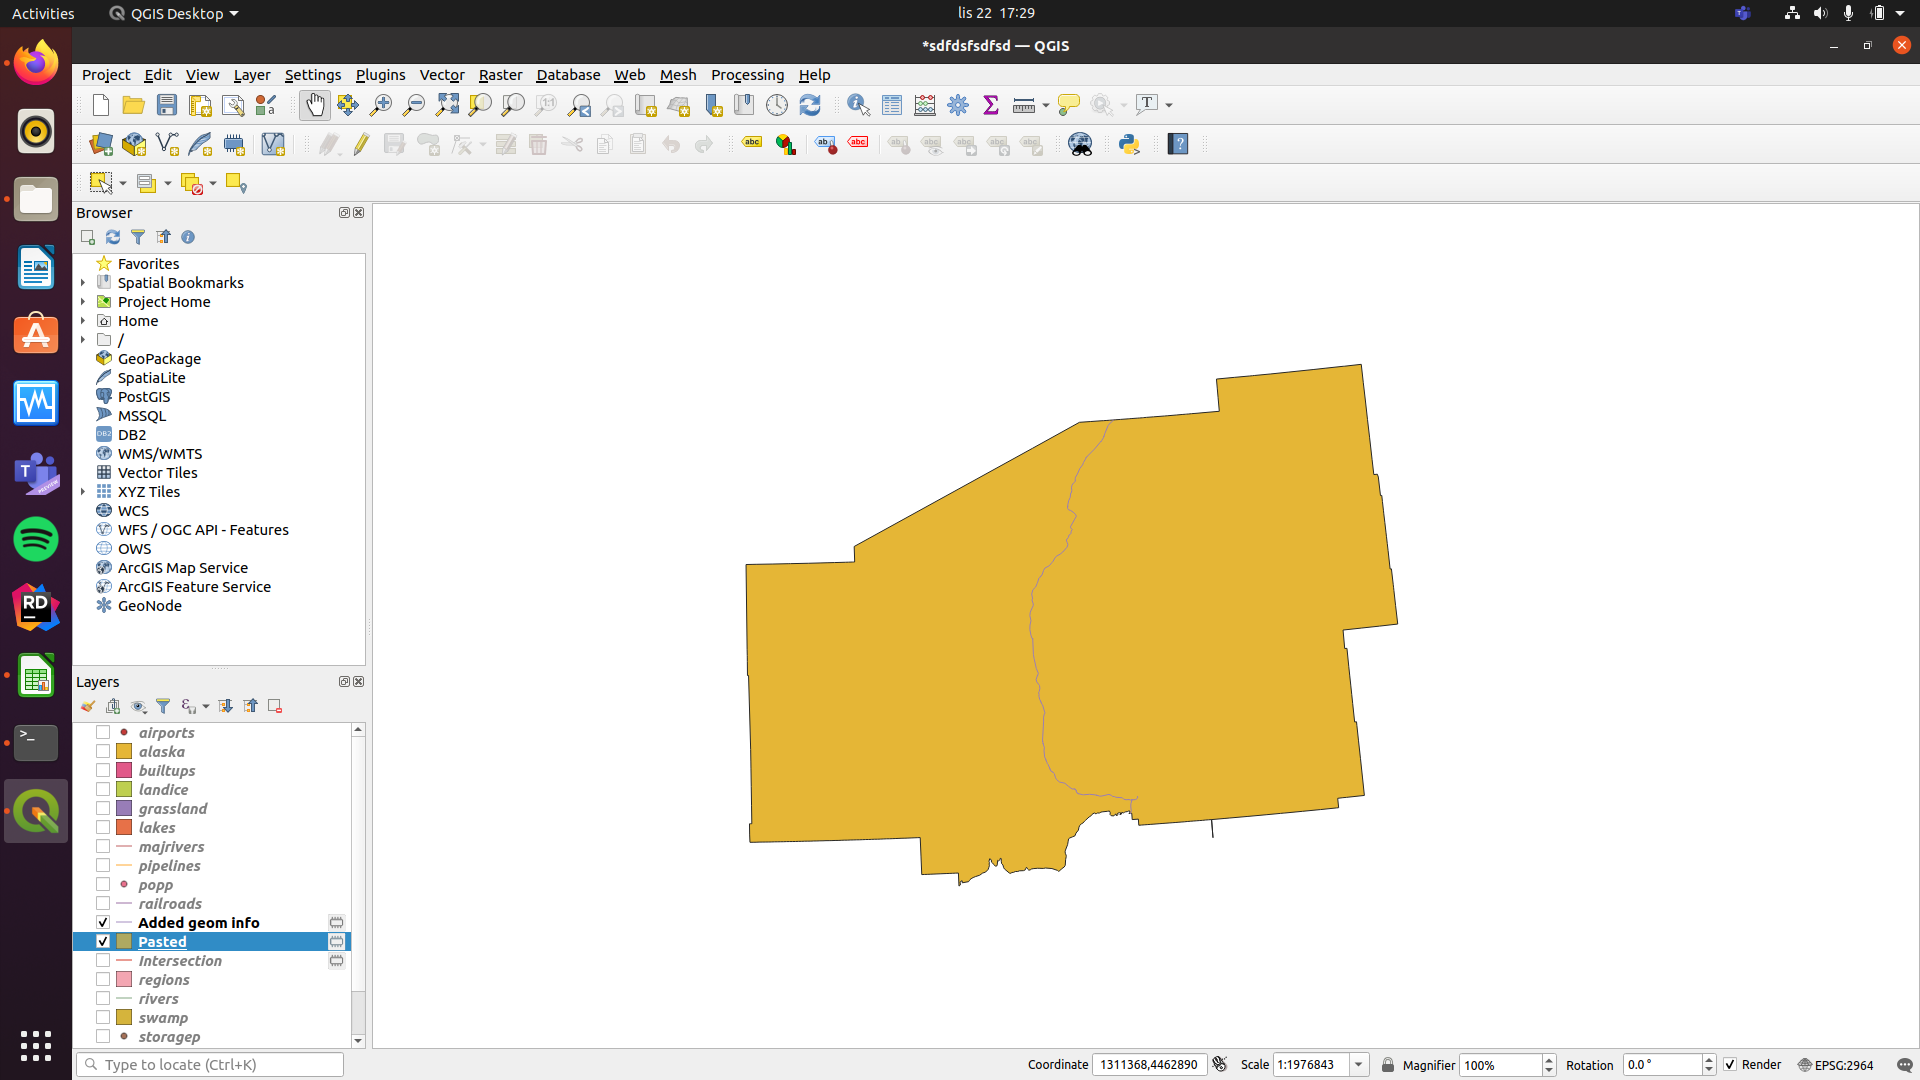 Activities
QGIS Desktop
lis 22 17:29
*sdfdsfsdfsd — QGIS
Project Edit View Layer Settings Plugins Vector Raster Database Web Mesh Processing Help
Browser
Favorites
Spatial Bookmarks
Project Home
Home
/
GeoPackage
SpatiaLite
PostGIS
MSSQL
DB2
WMS/WMTS
Vector Tiles
XYZ Tiles
WCS
WFS / OGC API - Features
OWS
ArcGIS Map Service
ArcGIS Feature Service
GeoNode
Layers
airports
alaska
builtups
landice
grassland
lakes
majrivers
pipelines
popp
railroads
Added geom info
Pasted
Intersection
regions
rivers
swamp
storagep
Type to locate (Ctrl+K)
Coordinate 1311368,4462890
Scale 1:1976843
Magnifier 100%
Rotation 0.0 °
Render
EPSG:2964